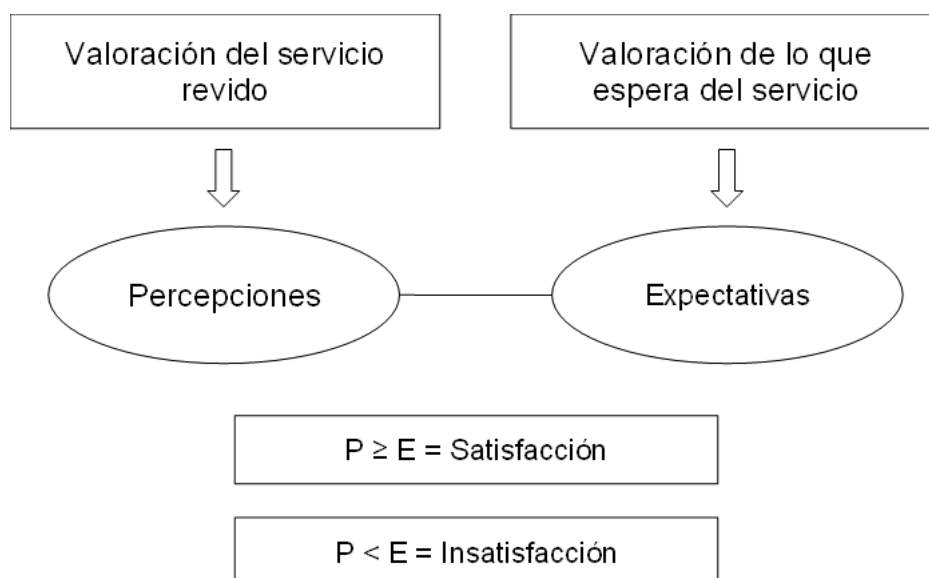 Valoración del servicio
revido
Valoración de lo que
espera del servicio
Percepciones
Expectativas
P ≥ E = Satisfacción
P < E = Insatisfacción